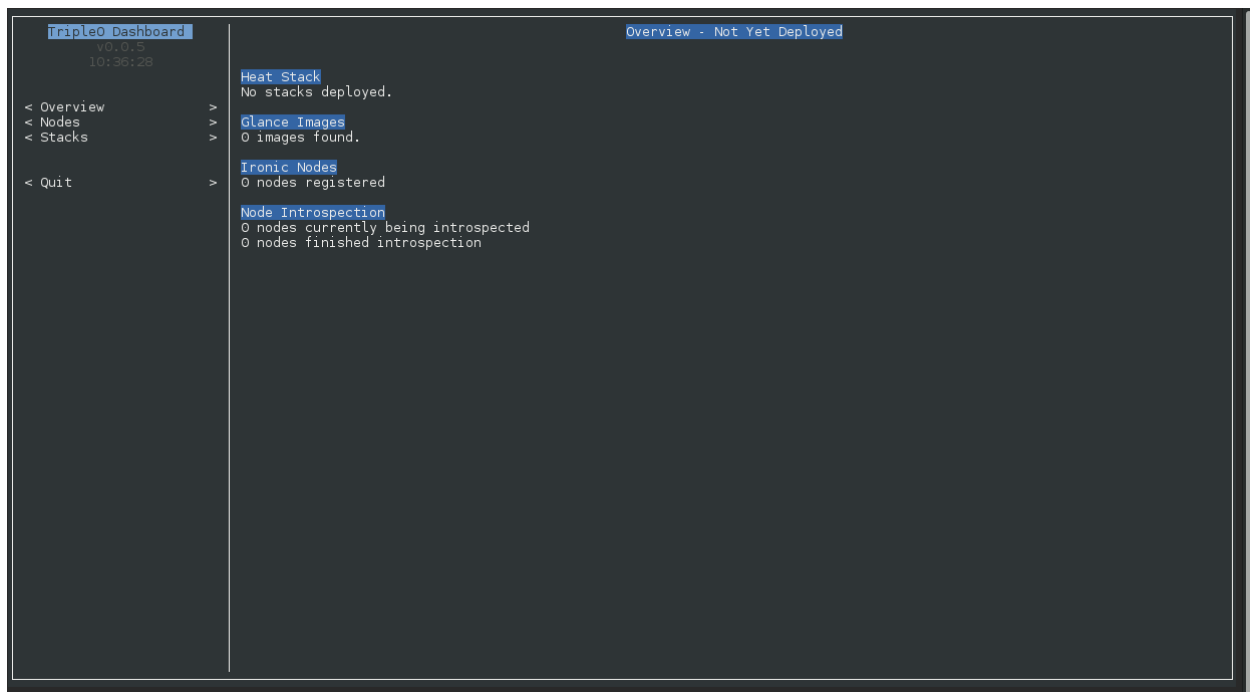 TripleO Dashboard
v0.0.5
10:36:28
< Overview >
< Nodes >
< Stacks >
< Quit >
Overview - Not Yet Deployed
Heat Stack
No stacks deployed.
Glance Images
0 images found.
Ironic Nodes
0 nodes registered
Node Introspection
0 nodes currently being introspected
0 nodes finished introspection